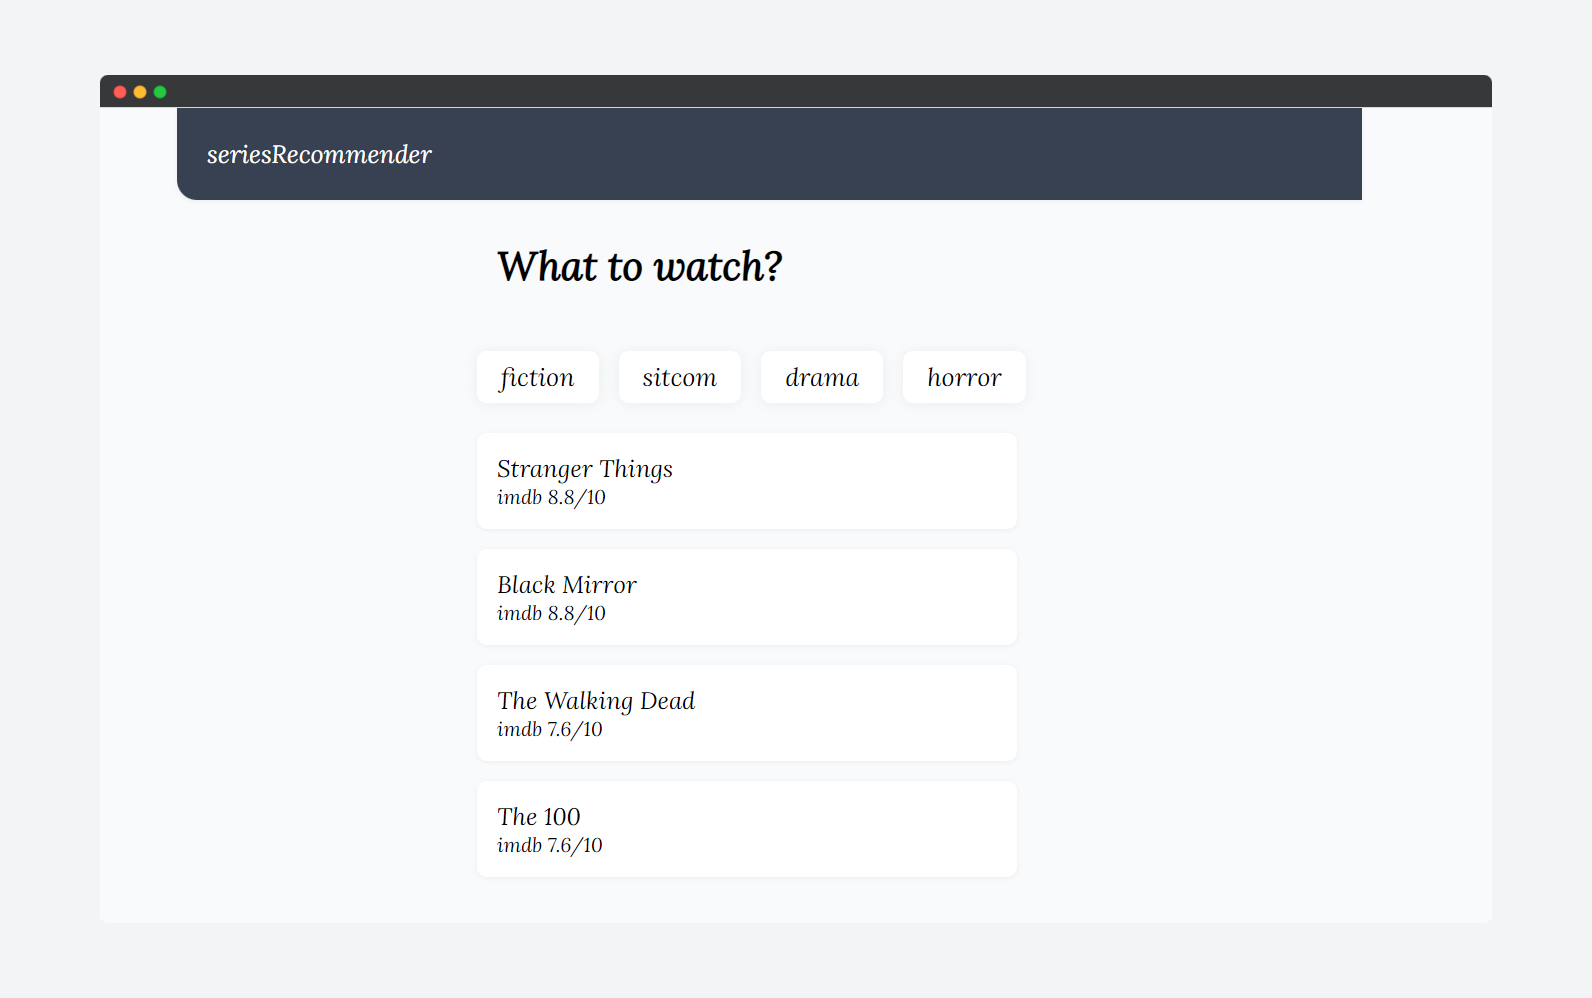 seriesRecommender
What to watch?
fiction sitcom drama horror
Stranger Things
imdb 8.8/10
Black Mirror
imdb 8.8/10
The Walking Dead
imdb 7.6/10
The 100
imdb 7.6/10